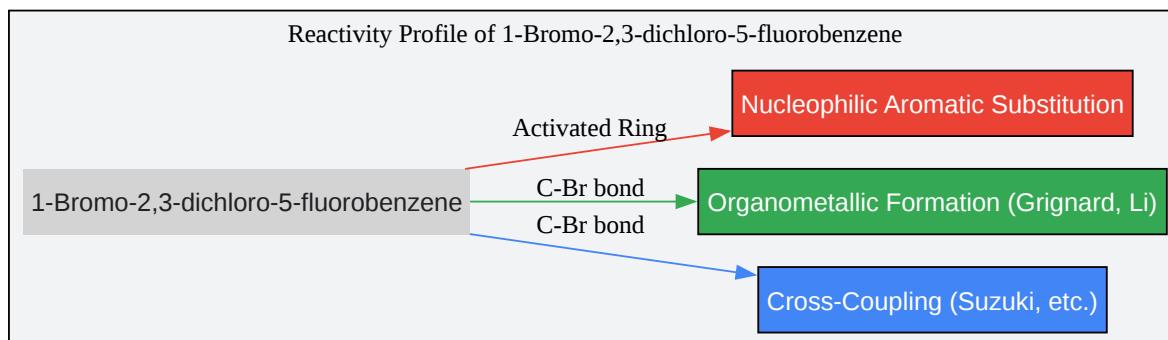 Reactivity Profile of 1-Bromo-2,3-dichloro-5-fluorobenzene
Nucleophilic Aromatic Substitution
Activated Ring
1-Bromo-2,3-dichloro-5-fluorobenzene
C-Br bond
Organometallic Formation (Grignard, Li)
C-Br bond
Cross-Coupling (Suzuki, etc.)